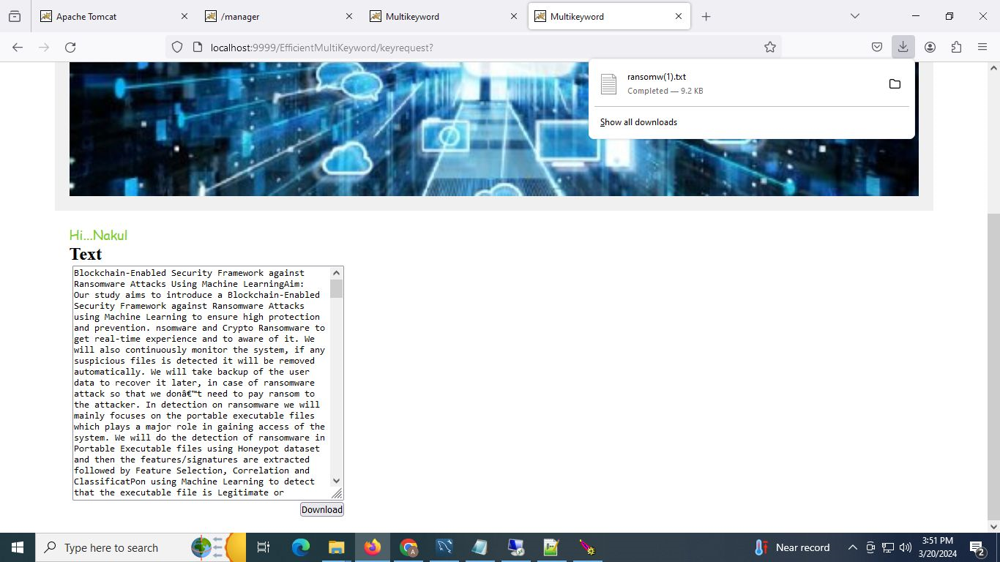 Apache Tomcat
/manager
Multikeyword
Multikeyword
localhost:9999/EfficientMultiKeyword/keyrequest?
ransomw(1).txt
Completed — 9.2 KB
Show all downloads
Hi...Nakul
Text
Blockchain-Enabled Security Framework against
Ransomware Attacks Using Machine LearningAim:
Our study aims to introduce a Blockchain-Enabled
Security Framework against Ransomware Attacks
using Machine Learning to ensure high protection
and prevention. nsomware and Crypto Ransomware to
get real-time experience and to aware of it. We
will also continuously monitor the system, if any
suspicious files is detected it will be removed
automatically. We will take backup of the user
data to recover it later, in case of ransomware
attack so that we donâ€™t need to pay ransom to
the attacker. In detection on ransomware we will
mainly focuses on the portable executable files
which plays a major role in gaining access of the
system. We will do the detection of ransomware in
Portable Executable files using Honeypot dataset
and then the features/signatures are extracted
followed by Feature Selection, Correlation and
ClassificatPon using Machine Learning to detect
that the executable file is Legitimate or
Download
Type here to search
Near record
3:51 PM
3/20/2024
2